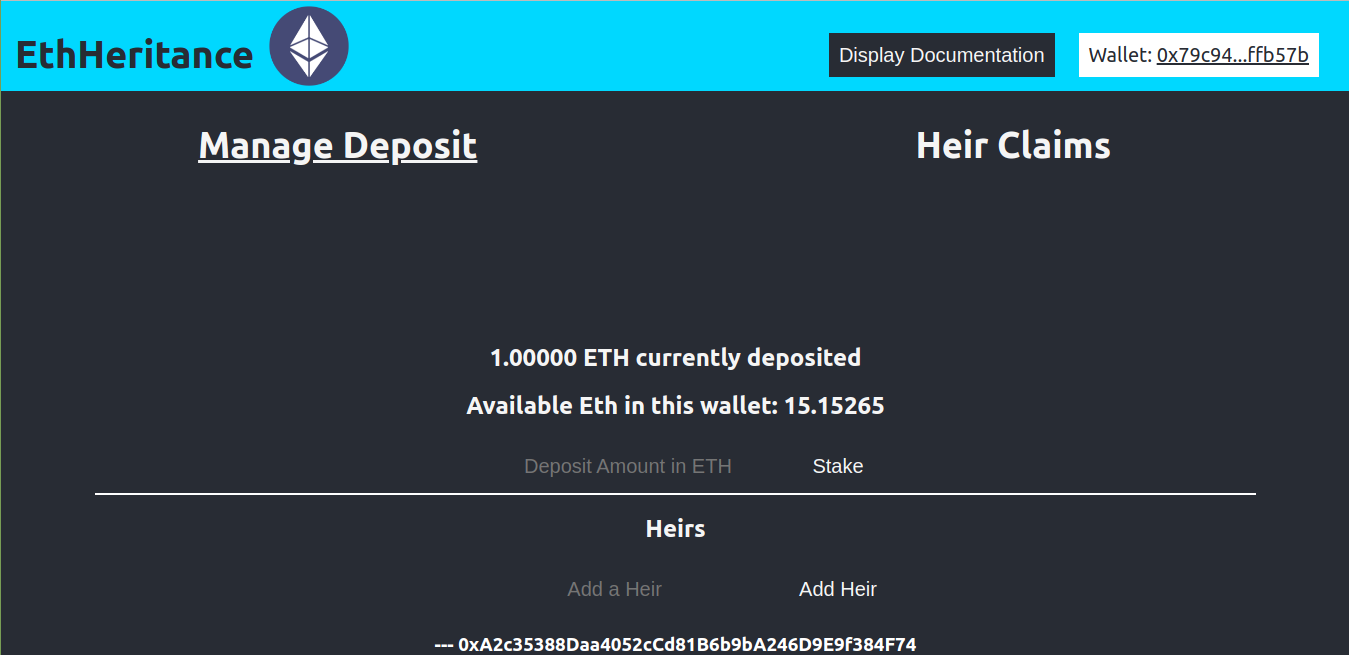 EthHeritance
Display Documentation
Wallet: 0x79c94...ffb57b
Manage Deposit
Heir Claims
1.00000 ETH currently deposited
Available Eth in this wallet: 15.15265
Deposit Amount in ETH
Stake
Heirs
Add a Heir
Add Heir
--- 0xA2c35388Daa4052cCd81B6b9bA246D9E9f384F74